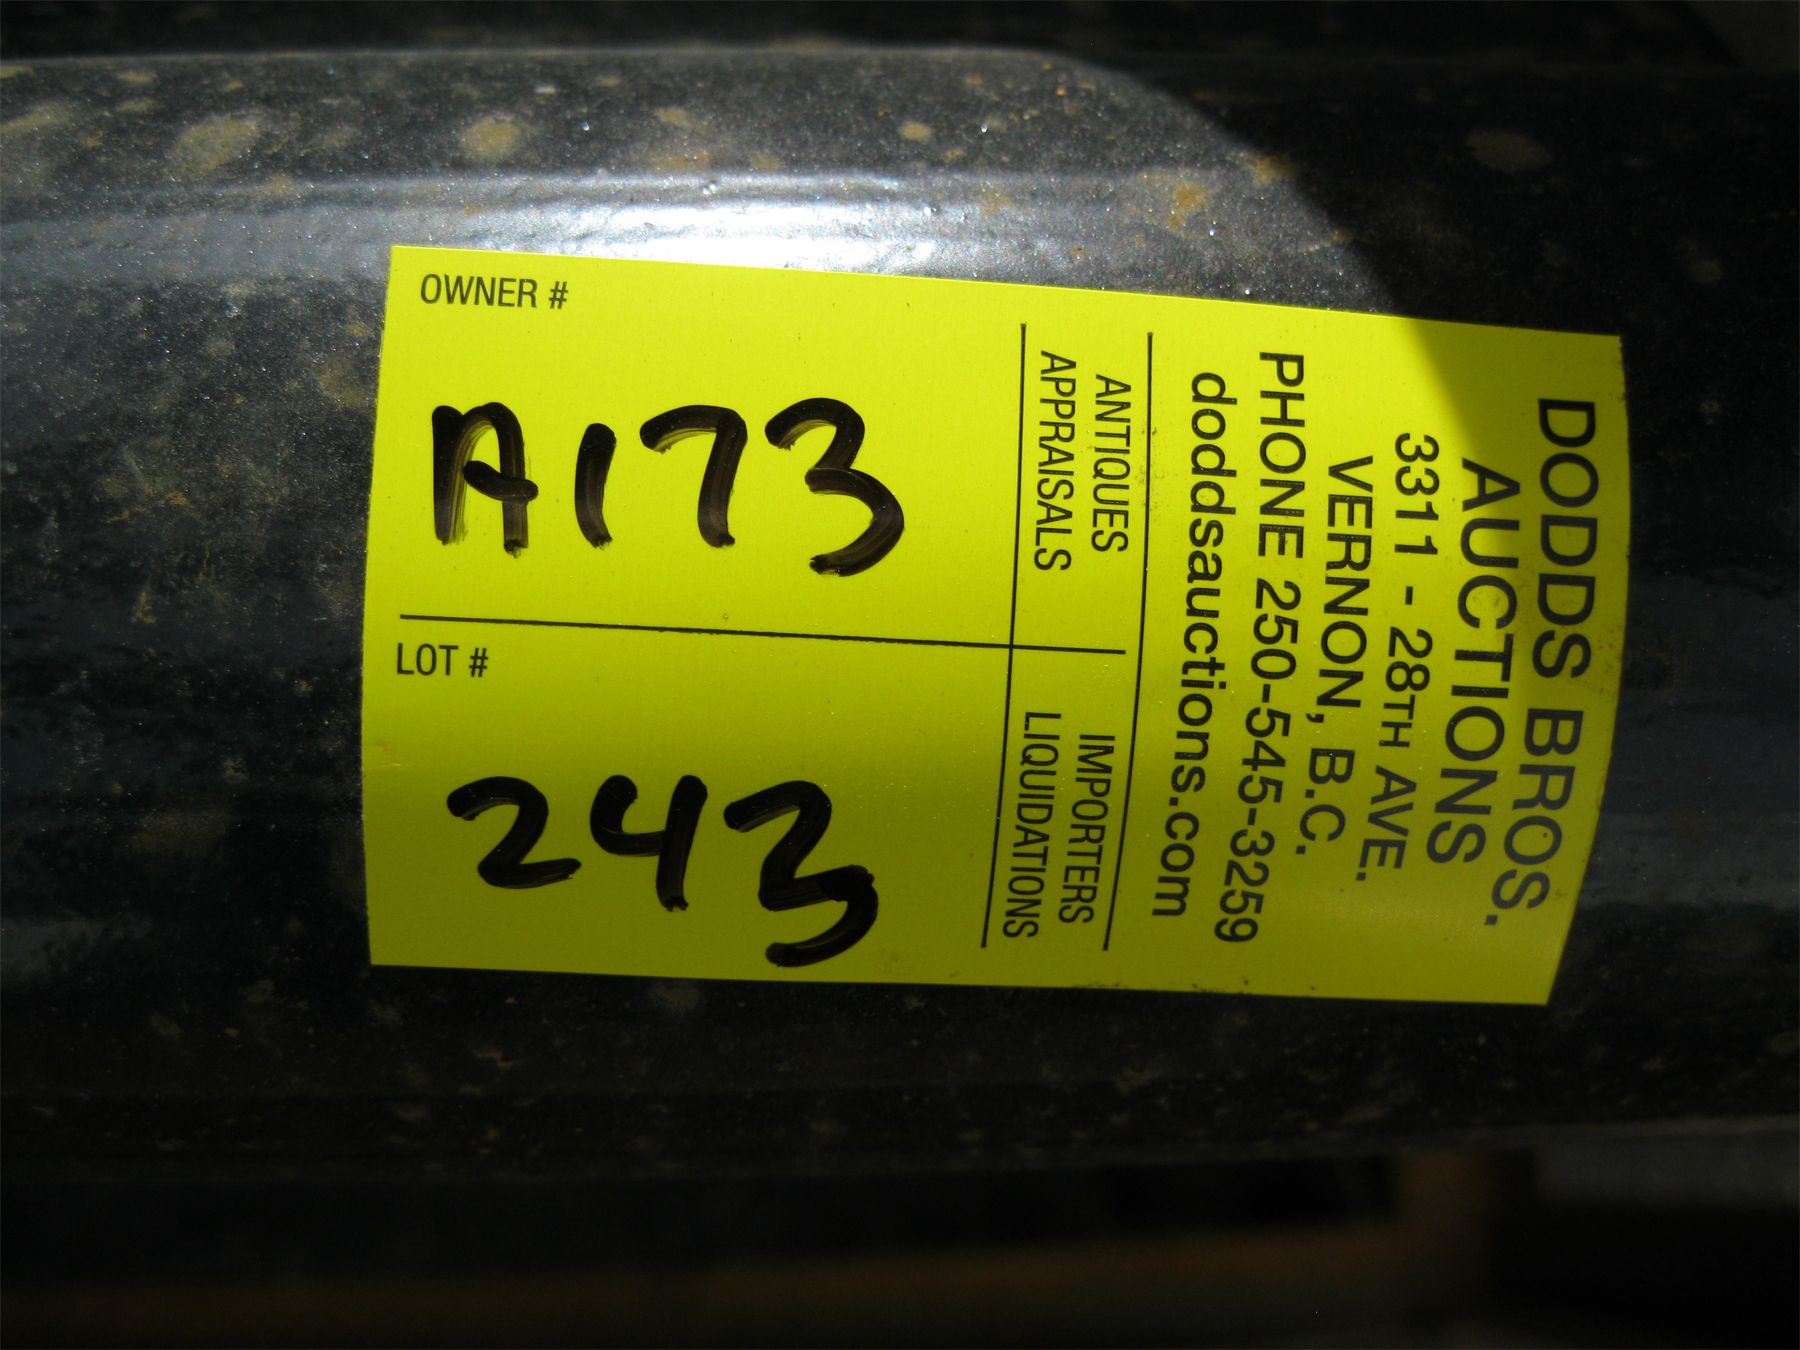 DODDS BROS.
AUCTIONS
3311 - 28TH AVE.
VERNON, B.C.
PHONE 250-545-3259
doddsauctions.com
ANTIQUES
APPRAISALS
IMPORTERS
LIQUIDATIONS
OWNER #
A173
LOT #
243